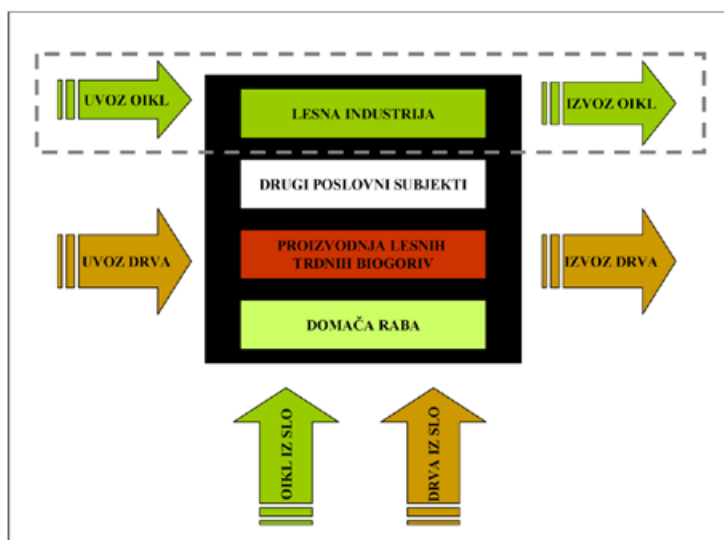 UVOZ OIKL
LESNA INDUSTRIJA
IZVOZ OIKL
DRUGI POSLOVNI SUBJEKTI
UVOZ DRVA
PROIZVODNJA LESNIH
TRDNIH BIOGORIV
IZVOZ DRVA
DOMAČA RABA
OIKL IZ SLO
DRVA IZ SLO